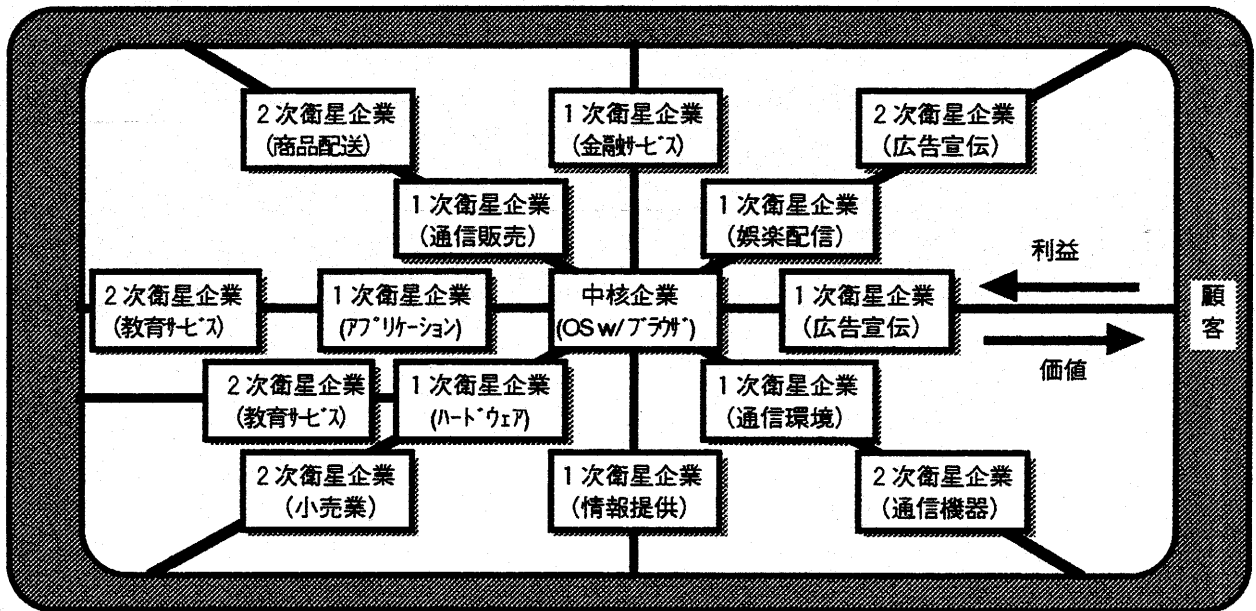 2次衛星企業
(商品配送)
1次衛星企業
(金融サービス)
2次衛星企業
(広告宣伝)
1次衛星企業
(通信販売)
1次衛星企業
(娯楽配信)
利益
2次衛星企業
(教育サービス)
1次衛星企業
(アプリケーション)
中核企業
(OS w/ブラウザ)
1次衛星企業
(広告宣伝)
顧
客
価値
2次衛星企業
(教育サービス)
1次衛星企業
(ハードウェア)
1次衛星企業
(通信環境)
2次衛星企業
(小売業)
1次衛星企業
(情報提供)
2次衛星企業
(通信機器)